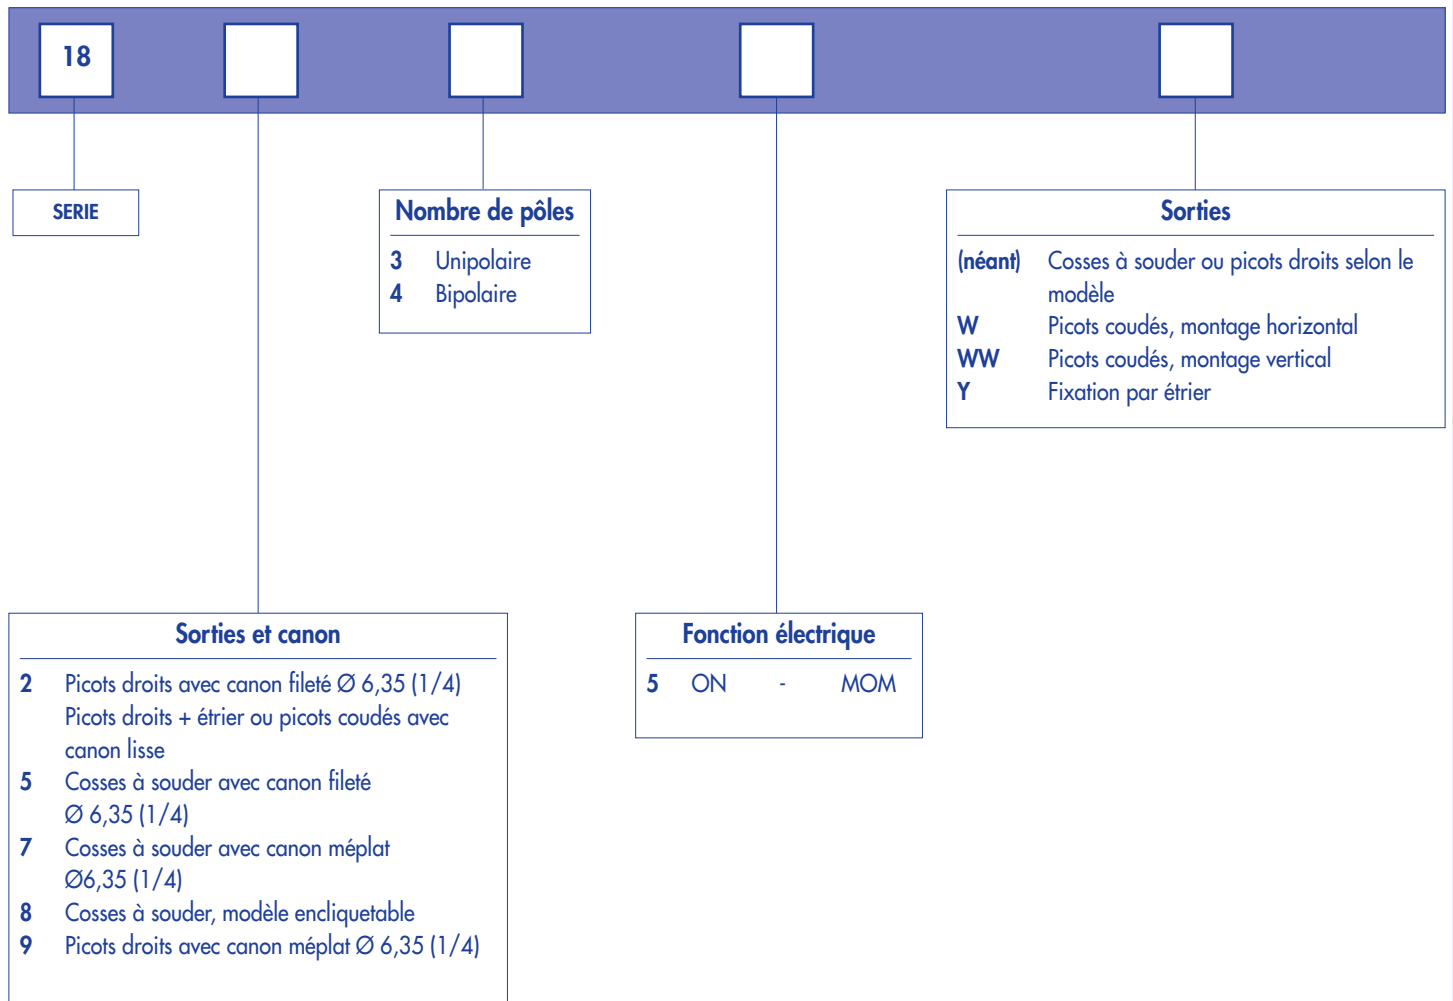 18
SERIE
Nombre de pôles
3 Unipolaire
4 Bipolaire
Sorties
(néant) Cosses à souder ou picots droits selon le
modèle
W Picots coudés, montage horizontal
WW Picots coudés, montage vertical
Y Fixation par étrier
Sorties et canon
2 Picots droits avec canon fileté Ø 6,35 (1/4)
Picots droits + étrier ou picots coudés avec
canon lisse
5 Cosses à souder avec canon fileté
Ø 6,35 (1/4)
7 Cosses à souder avec canon méplat
Ø6,35 (1/4)
8 Cosses à souder, modèle encliquetable
9 Picots droits avec canon méplat Ø 6,35 (1/4)
Fonction électrique
5 ON - MOM